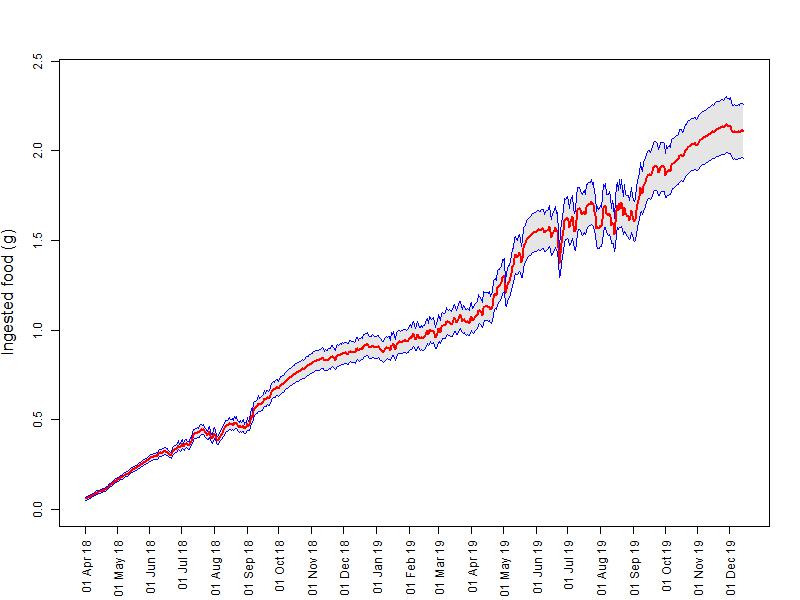 Ingested food (g)
2.5
2.0
1.5
1.0
0.5
0.0
01 Apr 18
01 May 18
01 Jun 18
01 Jul 18
01 Aug 18
01 Sep 18
01 Oct 18
01 Nov 18
01 Dec 18
01 Jan 19
01 Feb 19
01 Mar 19
01 Apr 19
01 May 19
01 Jun 19
01 Jul 19
01 Aug 19
01 Sep 19
01 Oct 19
01 Nov 19
01 Dec 19